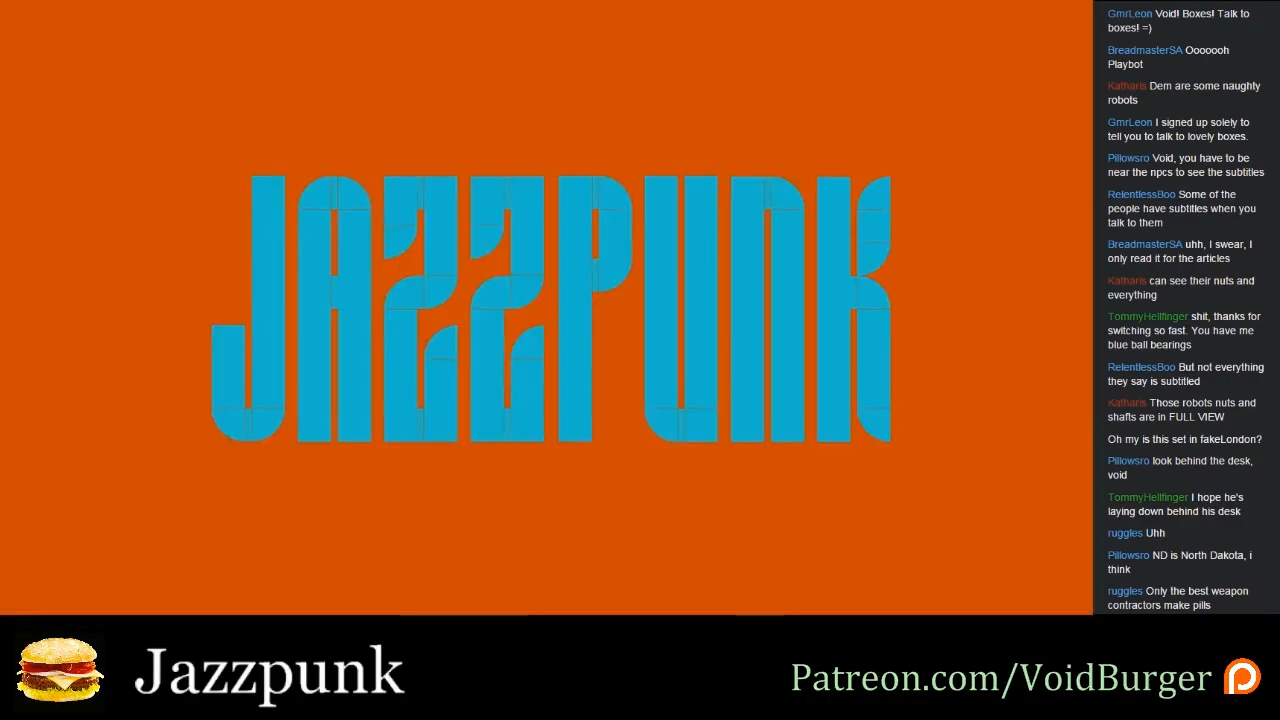 JAZZPUNK
GmrLeon Void! Boxes! Talk to
boxes! =)
BreadmasterSA Ooooooh
Playbot
Katharis Dem are some naughty
robots
GmrLeon I signed up solely to
tell you to talk to lovely boxes.
Pillowsro Void, you have to be
near the npcs to see the subtitles
RelentlessBoo Some of the
people have subtitles when you
talk to them
BreadmasterSA uhh, I swear, I
only read it for the articles
Katharis can see their nuts and
everything
TommyHellfinger shit, thanks for
switching so fast. You have me
blue ball bearings
RelentlessBoo But not everything
they say is subtitled
Katharis Those robots nuts and
shafts are in FULL VIEW
Oh my is this set in fakeLondon?
Pillowsro look behind the desk,
void
TommyHellfinger I hope he's
laying down behind his desk
ruggles Uhh
Pillowsro ND is North Dakota, i
think
ruggles Only the best weapon
contractors make pills
Jazzpunk
Patreon.com/VoidBurger